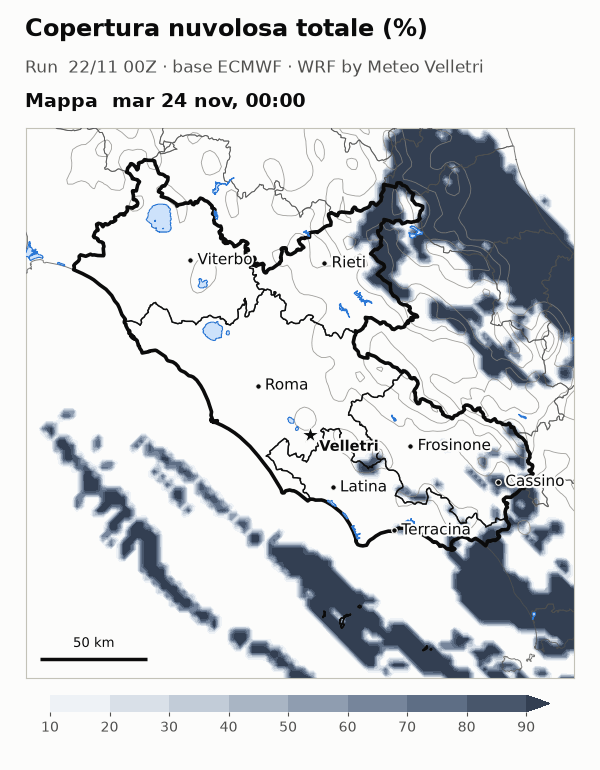 Copertura nuvolosa totale (%)
Run  22/11 00Z · base ECMWF · WRF by Meteo Velletri
Mappa  mar 24 nov, 00:00
Viterbo
Rieti
Roma
Velletri
Frosinone
Cassino
Latina
Terracina
50 km
10 20 30 40 50 60 70 80 90